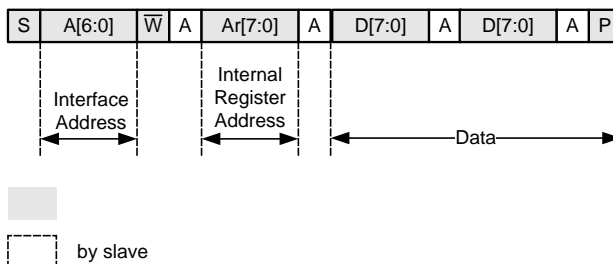 S A[6:0] W̅ A Ar[7:0] A D[7:0] A D[7:0] A P
Interface
Address
Internal
Register
Address
Data
by slave